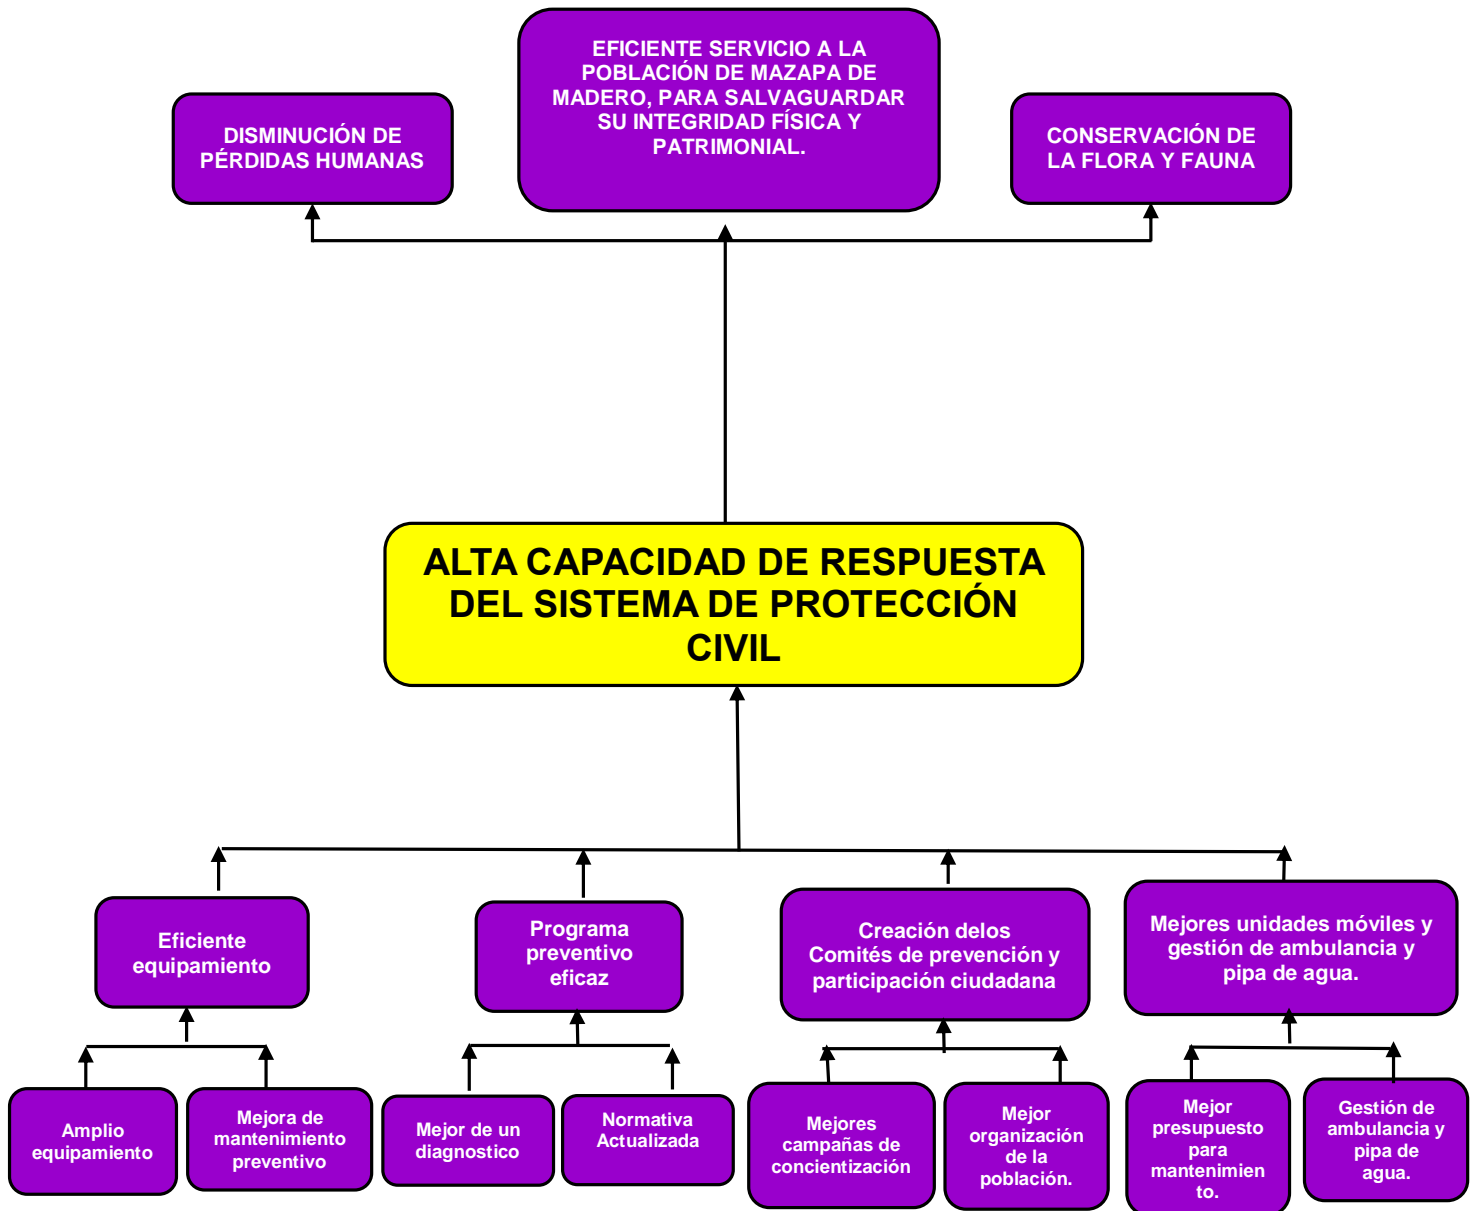 EFICIENTE SERVICIO A LA
POBLACIÓN DE MAZAPA DE
MADERO, PARA SALVAGUARDAR
SU INTEGRIDAD FÍSICA Y
PATRIMONIAL.
DISMINUCIÓN DE
PÉRDIDAS HUMANAS
CONSERVACIÓN DE
LA FLORA Y FAUNA
ALTA CAPACIDAD DE RESPUESTA
DEL SISTEMA DE PROTECCIÓN
CIVIL
Eficiente
equipamiento
Programa
preventivo
eficaz
Creación delos
Comités de prevención y
participación ciudadana
Mejores unidades móviles y
gestión de ambulancia y
pipa de agua.
Amplio
equipamiento
Mejora de
mantenimiento
preventivo
Mejor de un
diagnostico
Normativa
Actualizada
Mejores
campañas de
concientización
Mejor
organización
de la
población.
Mejor
presupuesto
para
mantenimien
to.
Gestión de
ambulancia y
pipa de
agua.